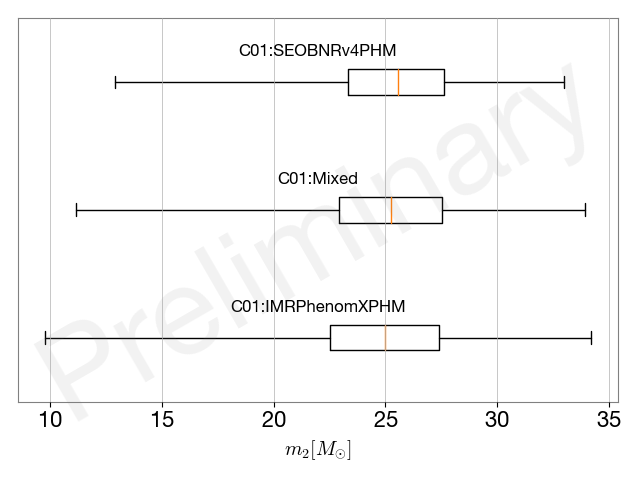 C01:SEOBNRv4PHM
C01:Mixed
C01:IMRPhenomXPHM
Preliminary
10 15 20 25 30 35
m₂[M☉]